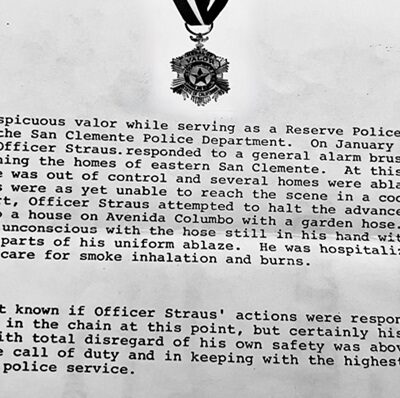 VALOR
spicuous valor while serving as a Reserve Police
the San Clemente Police Department. On January
Officer Straus.responded to a general alarm brus
ning the homes of eastern San Clemente. At this
e was out of control and several homes were abla
s were as yet unable to reach the scene in a coo
rt, Officer Straus attempted to halt the advance
o a house on Avenida Columbo with a garden hose.
unconscious with the hose still in his hand wit
parts of his uniform ablaze. He was hospitaliz
care for smoke inhalation and burns.
t known if Officer Straus' actions were respon
in the chain at this point, but certainly his
ith total disregard of his own safety was abov
e call of duty and in keeping with the highest
police service.